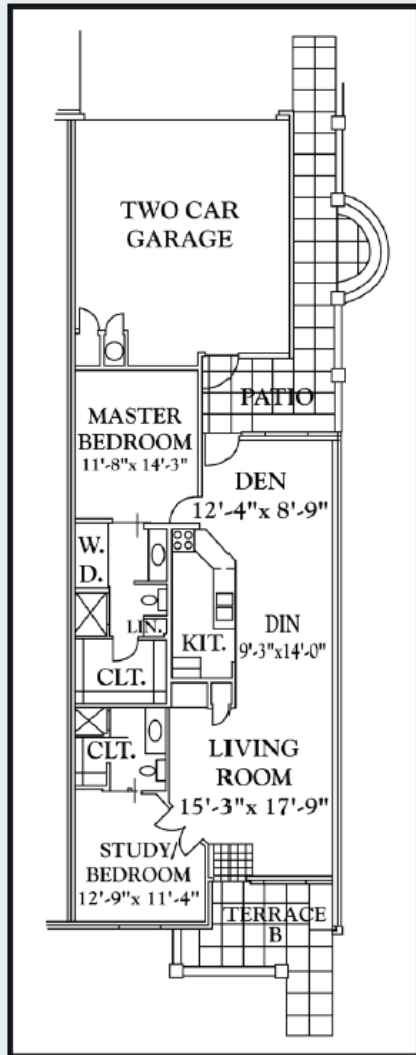 TWO CAR
GARAGE
PATIO
MASTER
BEDROOM
11'-8"x 14'-3"
DEN
12'-4"x 8'-9"
W.
D.
LIN.
KIT.
DIN
9'-3"x14'-0"
CLT.
CLT.
LIVING
ROOM
15'-3"x 17'-9"
STUDY/
BEDROOM
12'-9"x 11'-4"
TERRACE
B